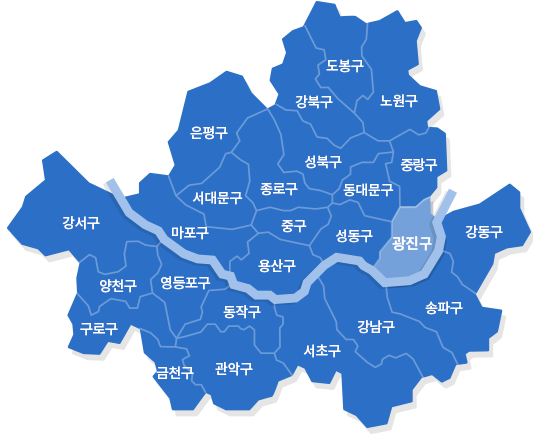 도봉구
강북구
노원구
은평구
성북구
중랑구
종로구
동대문구
서대문구
강서구
마포구
중구
성동구
광진구
강동구
용산구
양천구
영등포구
동작구
송파구
구로구
강남구
서초구
금천구
관악구